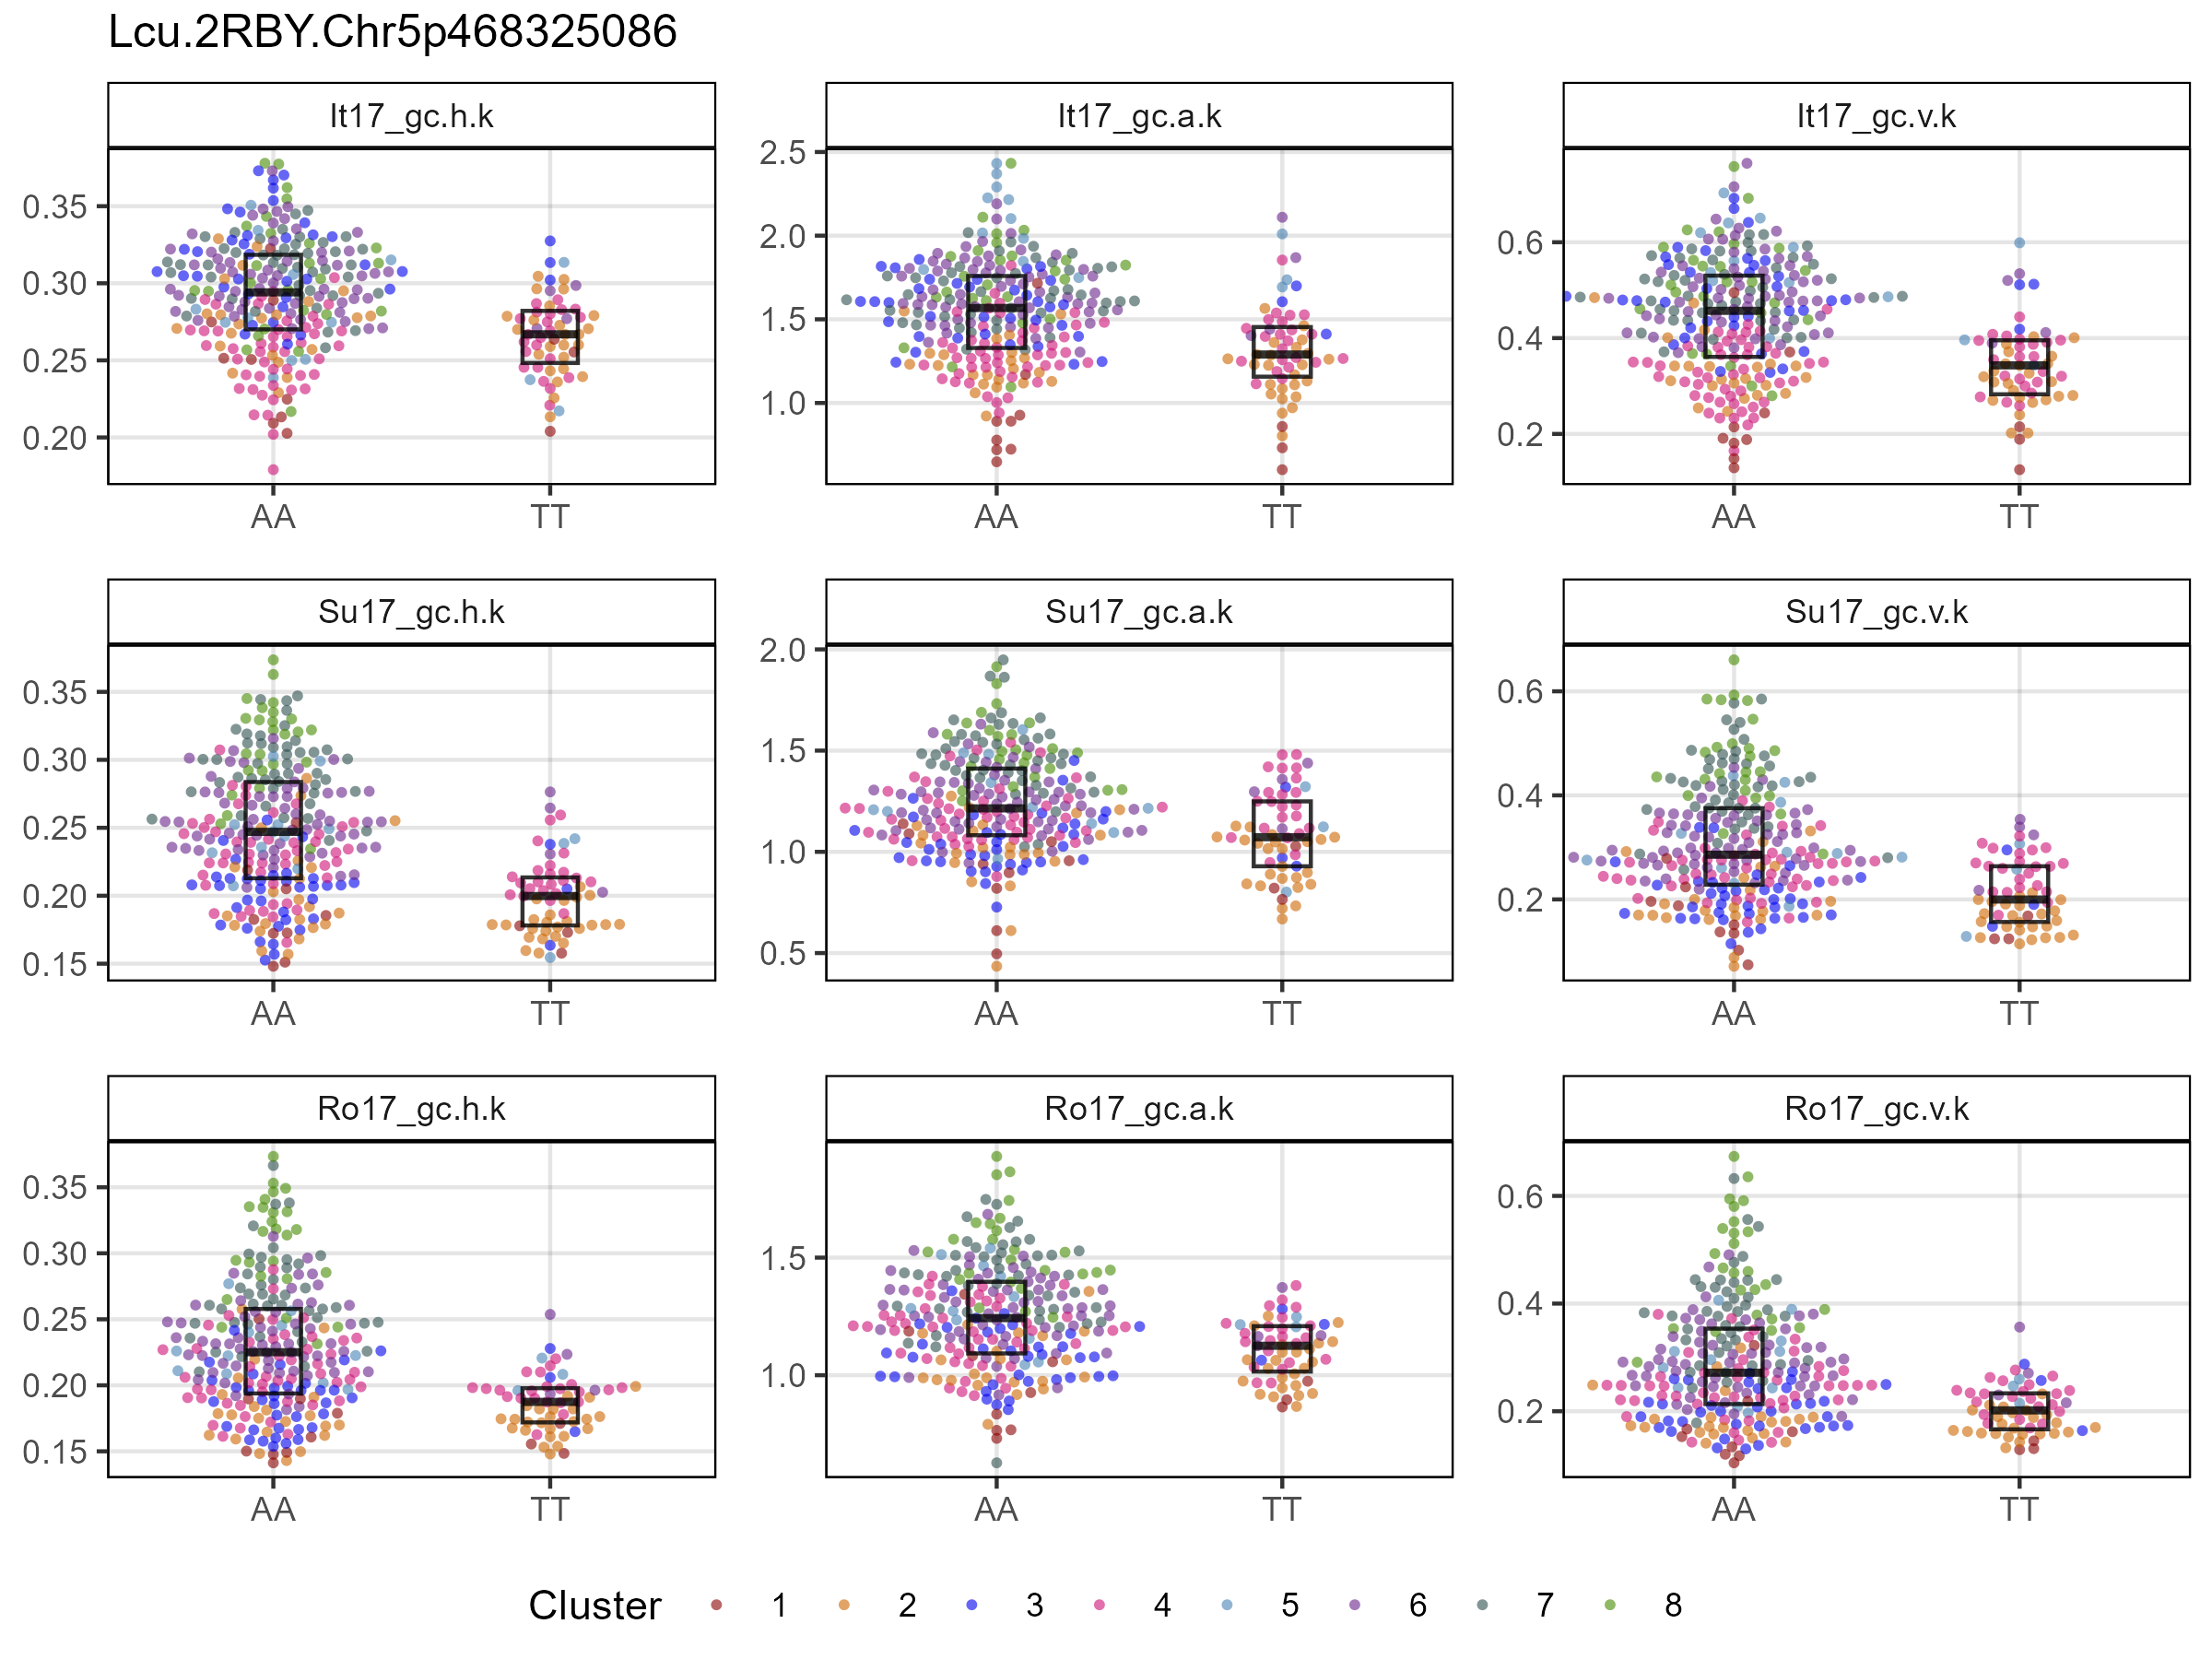 Lcu.2RBY.Chr5p468325086
It17_gc.h.k
It17_gc.a.k
It17_gc.v.k
0.35
0.30
0.25
0.20
AA
TT
2.5
2.0
1.5
1.0
AA
TT
0.6
0.4
0.2
AA
TT
Su17_gc.h.k
Su17_gc.a.k
Su17_gc.v.k
0.35
0.30
0.25
0.20
0.15
AA
TT
2.0
1.5
1.0
0.5
AA
TT
0.6
0.4
0.2
AA
TT
Ro17_gc.h.k
Ro17_gc.a.k
Ro17_gc.v.k
0.35
0.30
0.25
0.20
0.15
AA
TT
1.5
1.0
AA
TT
0.6
0.4
0.2
AA
TT
Cluster 1 2 3 4 5 6 7 8